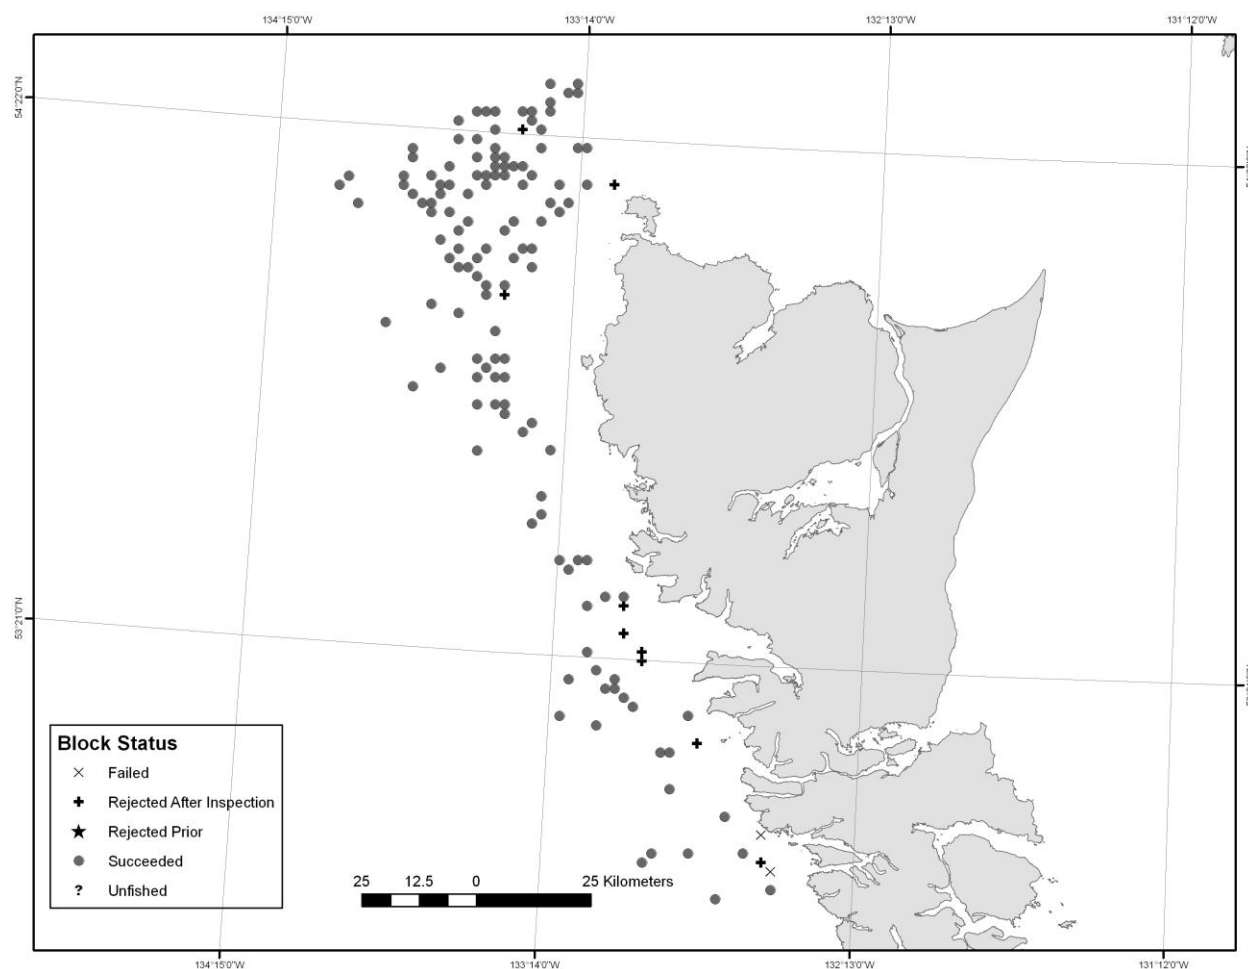 134°15'0"W 133°14'0"W 132°13'0"W 131°12'0"W
54°22'0"N
53°21'0"N
Block Status
Failed
Rejected After Inspection
Rejected Prior
Succeeded
? Unfished
25 12.5 0 25 Kilometers
134°15'0"W 133°14'0"W 132°13'0"W 131°12'0"W